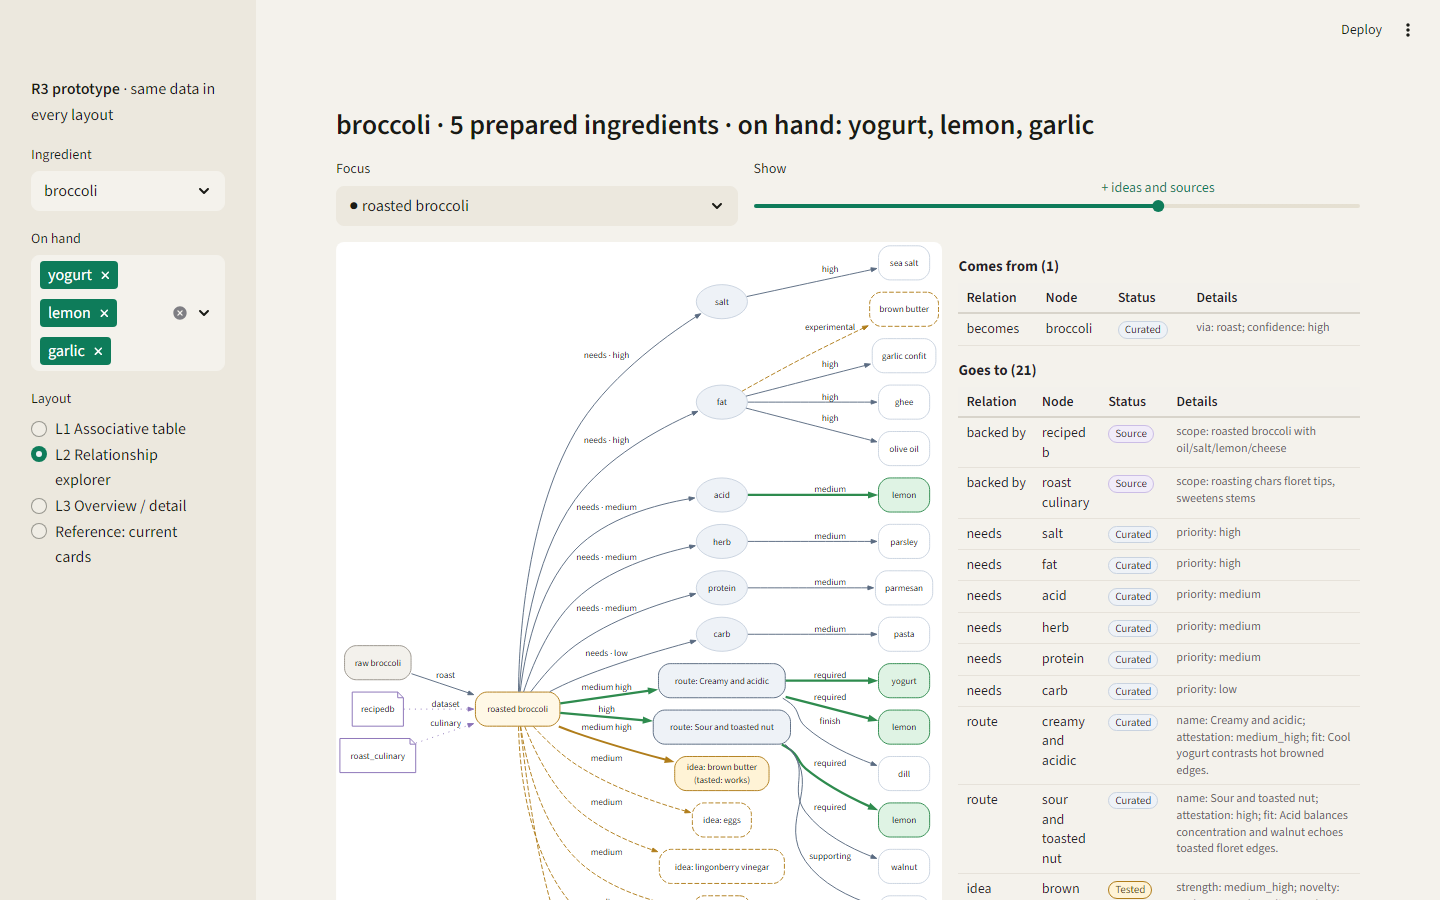 Deploy
R3 prototype · same data in
every layout
Ingredient
broccoli
On hand
yogurt ×
lemon ×
garlic ×
Layout
L1 Associative table
L2 Relationship
explorer
L3 Overview / detail
Reference: current
cards
broccoli · 5 prepared ingredients · on hand: yogurt, lemon, garlic
Focus
● roasted broccoli
Show
+ ideas and sources
sea salt
high
salt
brown butter
experimental
needs · high
garlic confit
high
fat
high
ghee
high
needs · high
olive oil
acid
medium
lemon
needs · medium
herb
medium
parsley
needs · medium
protein
medium
parmesan
needs · medium
carb
medium
pasta
needs · low
raw broccoli
roast
recipedb
dataset
roasted broccoli
culinary
roast_culinary
medium high
route: Creamy and acidic
required
yogurt
required
high
medium high
route: Sour and toasted nut
finish
lemon
medium
idea: brown butter
(tasted: works)
required
dill
medium
idea: eggs
required
lemon
medium
idea: lingonberry vinegar
supporting
walnut
Comes from (1)
Relation Node Status Details
becomes broccoli Curated via: roast; confidence: high
Goes to (21)
Relation Node Status Details
backed by reciped Source scope: roasted broccoli with
b oil/salt/lemon/cheese
backed by roast Source scope: roasting chars floret tips,
culinary sweetens stems
needs salt Curated priority: high
needs fat Curated priority: high
needs acid Curated priority: medium
needs herb Curated priority: medium
needs protein Curated priority: medium
needs carb Curated priority: low
route creamy Curated name: Creamy and acidic;
and attestation: medium_high; fit: Cool
acidic yogurt contrasts hot browned
edges.
route sour Curated name: Sour and toasted nut;
and attestation: high; fit: Acid balances
toasted concentration and walnut echoes
nut toasted floret edges.
idea brown Tested strength: medium_high; novelty: